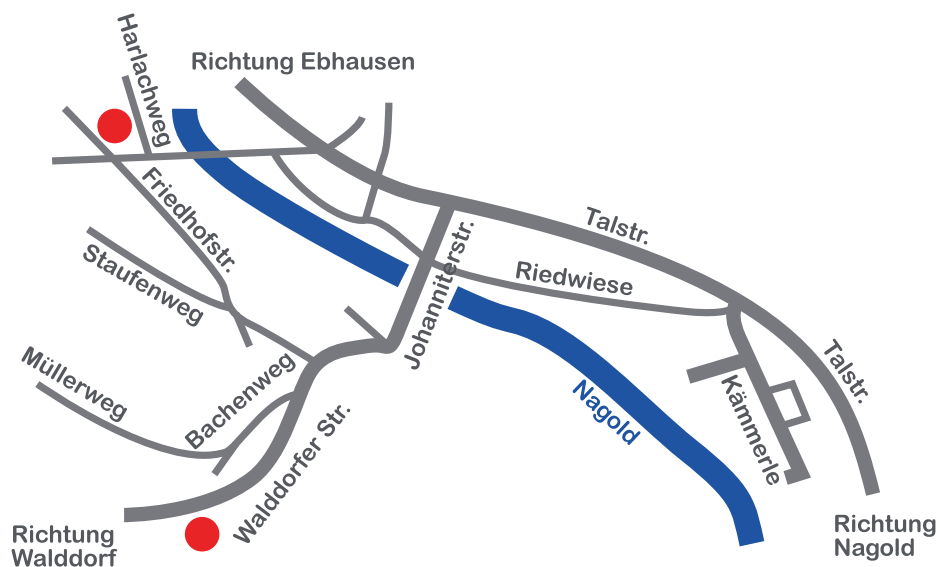 Harlachweg
Richtung Ebhausen
Friedhofstr.
Talstr.
Staufenweg
Johanniterstr.
Riedwiese
Müllerweg
Bachenweg
Talstr.
Nagold
Kämmerle
Walddorfer Str.
Richtung
Walddorf
Richtung
Nagold